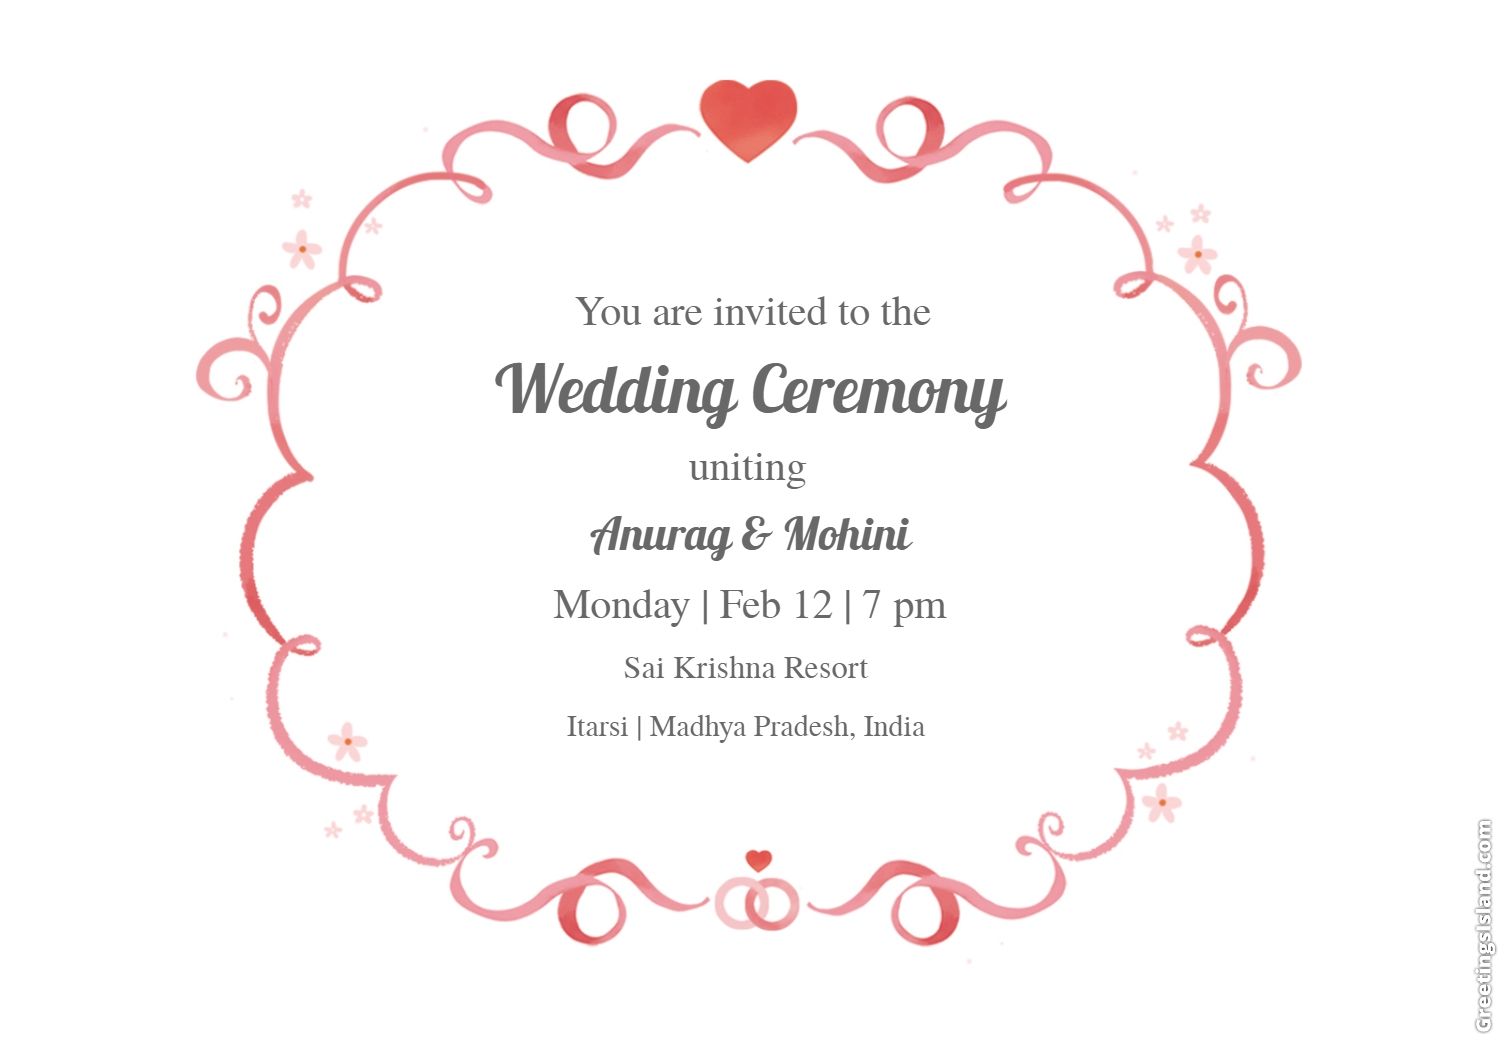 You are invited to the
Wedding Ceremony
uniting
Anurag & Mohini
Monday | Feb 12 | 7 pm
Sai Krishna Resort
Itarsi | Madhya Pradesh, India
GreetingsIsland.com